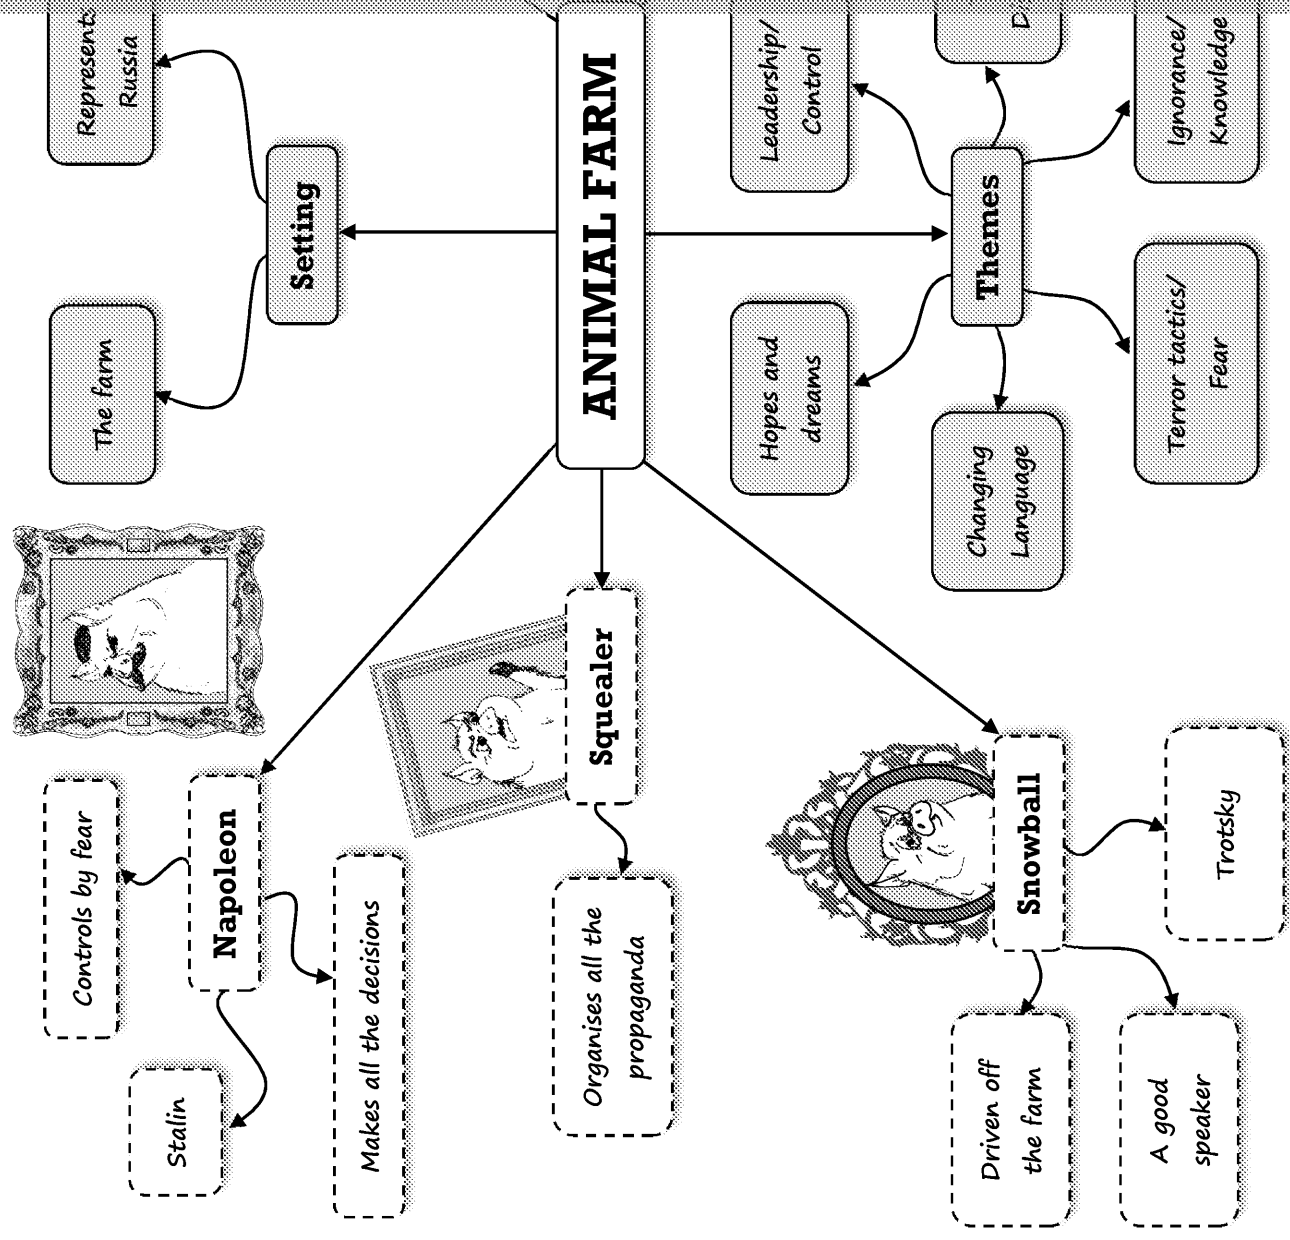 Represents
Russia
Setting
The farm
ANIMAL FARM
Leadership/
Control
Ignorance/
Knowledge
Themes
Hopes and
dreams
Changing
Language
Terror tactics/
Fear
Napoleon
Controls by fear
Stalin
Makes all the decisions
Squealer
Organises all the
propaganda
Snowball
Trotsky
Driven off
the farm
A good
speaker